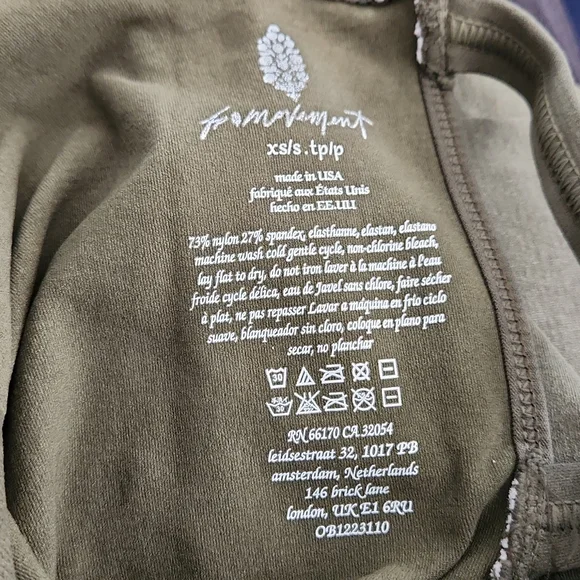 fp movement
xs/s.tp/p
made in USA
fabriqué aux États Unis
hecho en EE.UU
73% nylon 27% spandex, elasthanne, elastan, elastano
machine wash cold gentle cycle, non-chlorine bleach,
lay flat to dry, do not iron laver à la machine à l'eau
froide cycle délica, eau de Javel sans chlore, faire sécher
à plat, ne pas repasser Lavar a máquina en frio cielo
suave, blanqueador sin cloro, coloque en plano para
secar, no planchar
30
30
RN 66170 CA 32054
leidsestraat 32, 1017 PB
amsterdam, Netherlands
146 brick lane
london, UK E1 6RU
OB1223110